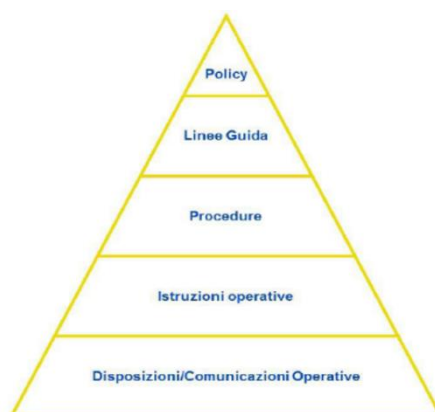 Policy
Linee Guida
Procedure
Istruzioni operative
Disposizioni/Comunicazioni Operative